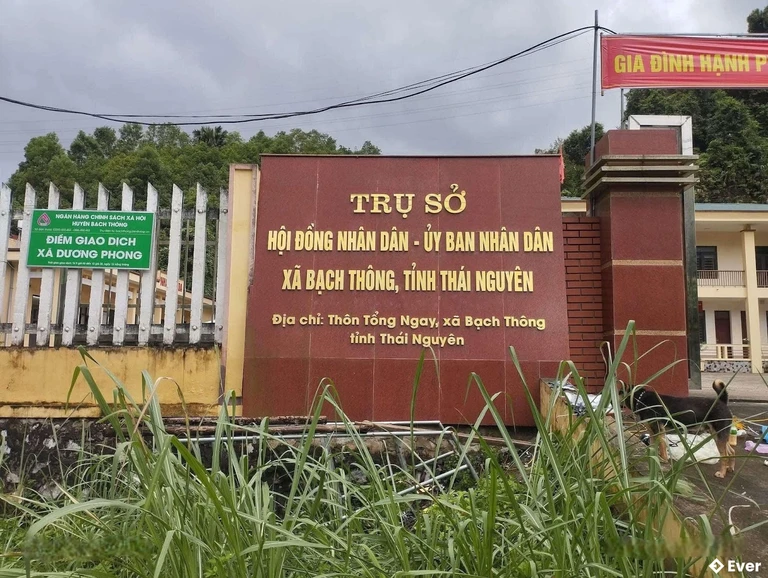 GIA ĐÌNH HẠNH P
NGÂN HÀNG CHÍNH SÁCH XÃ HỘI
HUYỆN BẠCH THÔNG
ĐIỂM GIAO DỊCH
XÃ DƯƠNG PHONG
TRỤ SỞ
HỘI ĐỒNG NHÂN DÂN - ỦY BAN NHÂN DÂN
XÃ BẠCH THÔNG, TỈNH THÁI NGUYÊN
Địa chỉ: Thôn Tổng Ngay, xã Bạch Thông
tỉnh Thái Nguyên
Ever